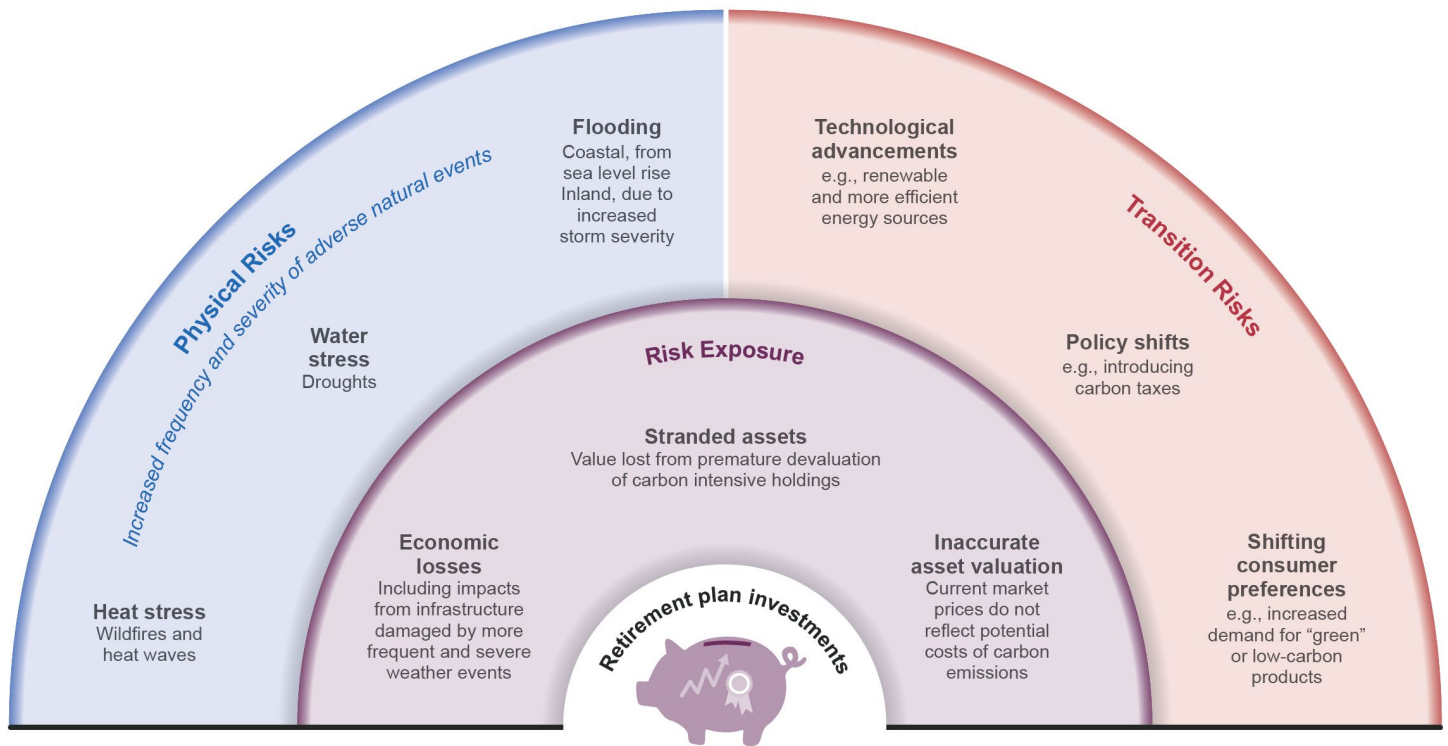 Physical Risks
Increased frequency and severity of adverse natural events
Flooding
Coastal, from
sea level rise
Inland, due to
increased
storm severity
Water
stress
Droughts
Heat stress
Wildfires and
heat waves
Transition Risks
Technological
advancements
e.g., renewable
and more efficient
energy sources
Policy shifts
e.g., introducing
carbon taxes
Shifting
consumer
preferences
e.g., increased
demand for “green”
or low-carbon
products
Risk Exposure
Stranded assets
Value lost from premature devaluation
of carbon intensive holdings
Economic
losses
Including impacts
from infrastructure
damaged by more
frequent and severe
weather events
Inaccurate
asset valuation
Current market
prices do not
reflect potential
costs of carbon
emissions
Retirement plan investments